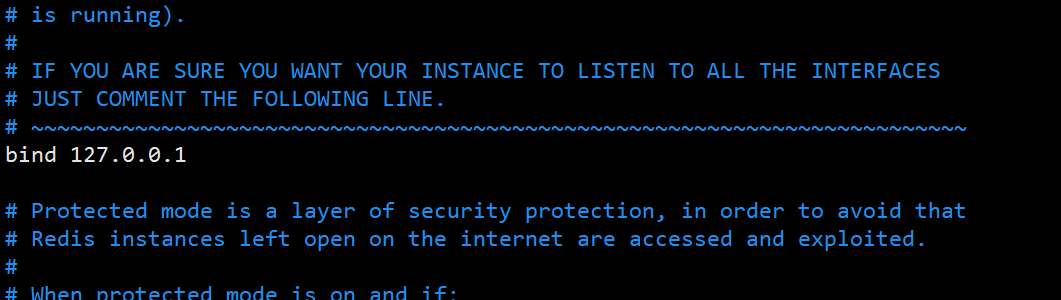 # is running).
#
# IF YOU ARE SURE YOU WANT YOUR INSTANCE TO LISTEN TO ALL THE INTERFACES
# JUST COMMENT THE FOLLOWING LINE.
# ~~~~~~~~~~~~~~~~~~~~~~~~~~~~~~~~~~~~~~~~~~~~~~~~~~~~~~~~~~~~~~~~~~~~~~~~
bind 127.0.0.1

# Protected mode is a layer of security protection, in order to avoid that
# Redis instances left open on the internet are accessed and exploited.
#
# When protected mode is on and if: